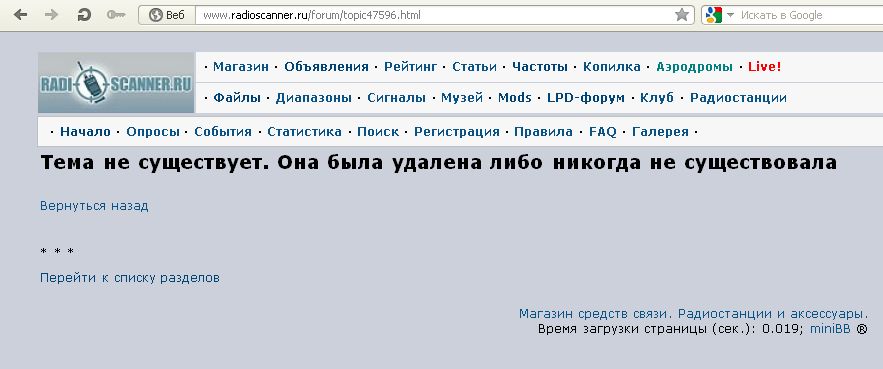 Веб
www.radioscanner.ru/forum/topic47596.html
Искать в Google
RADI SCANNER.RU
· Магазин · Объявления · Рейтинг · Статьи · Частоты · Копилка · Аэродромы · Live!
· Файлы · Диапазоны · Сигналы · Музей · Mods · LPD-форум · Клуб · Радиостанции
· Начало · Опросы · События · Статистика · Поиск · Регистрация · Правила · FAQ · Галерея ·
Тема не существует. Она была удалена либо никогда не существовала
Вернуться назад
* * *
Перейти к списку разделов
Магазин средств связи. Радиостанции и аксессуары.
Время загрузки страницы (сек.): 0.019; miniBB ®